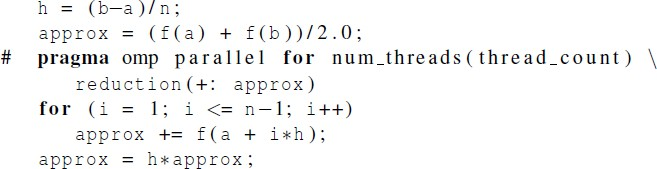 h = (b−a)/n;
approx = (f(a) + f(b))/2.0;
# pragma omp parallel for num_threads(thread_count) \
reduction(+: approx)
for (i = 1; i <= n−1; i++)
approx += f(a + i*h);
approx = h*approx;